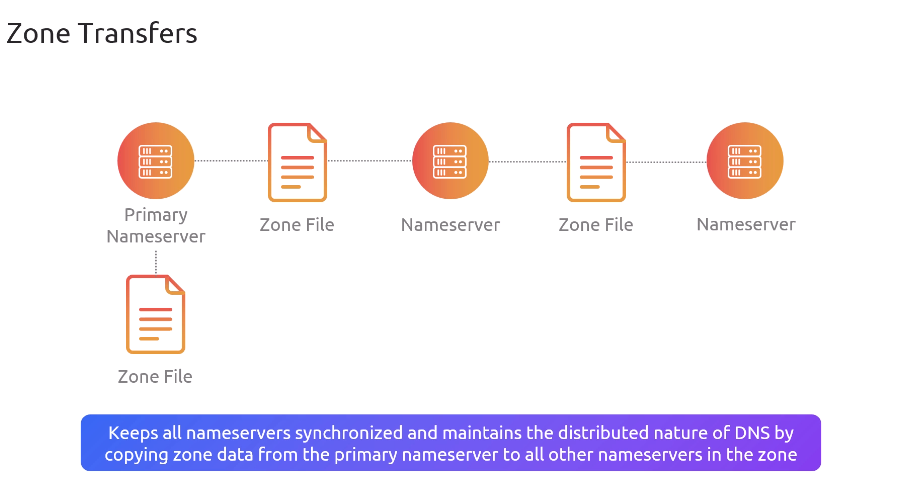 Zone Transfers
Primary
Nameserver
Zone File
Nameserver
Zone File
Nameserver
Zone File
Keeps all nameservers synchronized and maintains the distributed nature of DNS by
copying zone data from the primary nameserver to all other nameservers in the zone